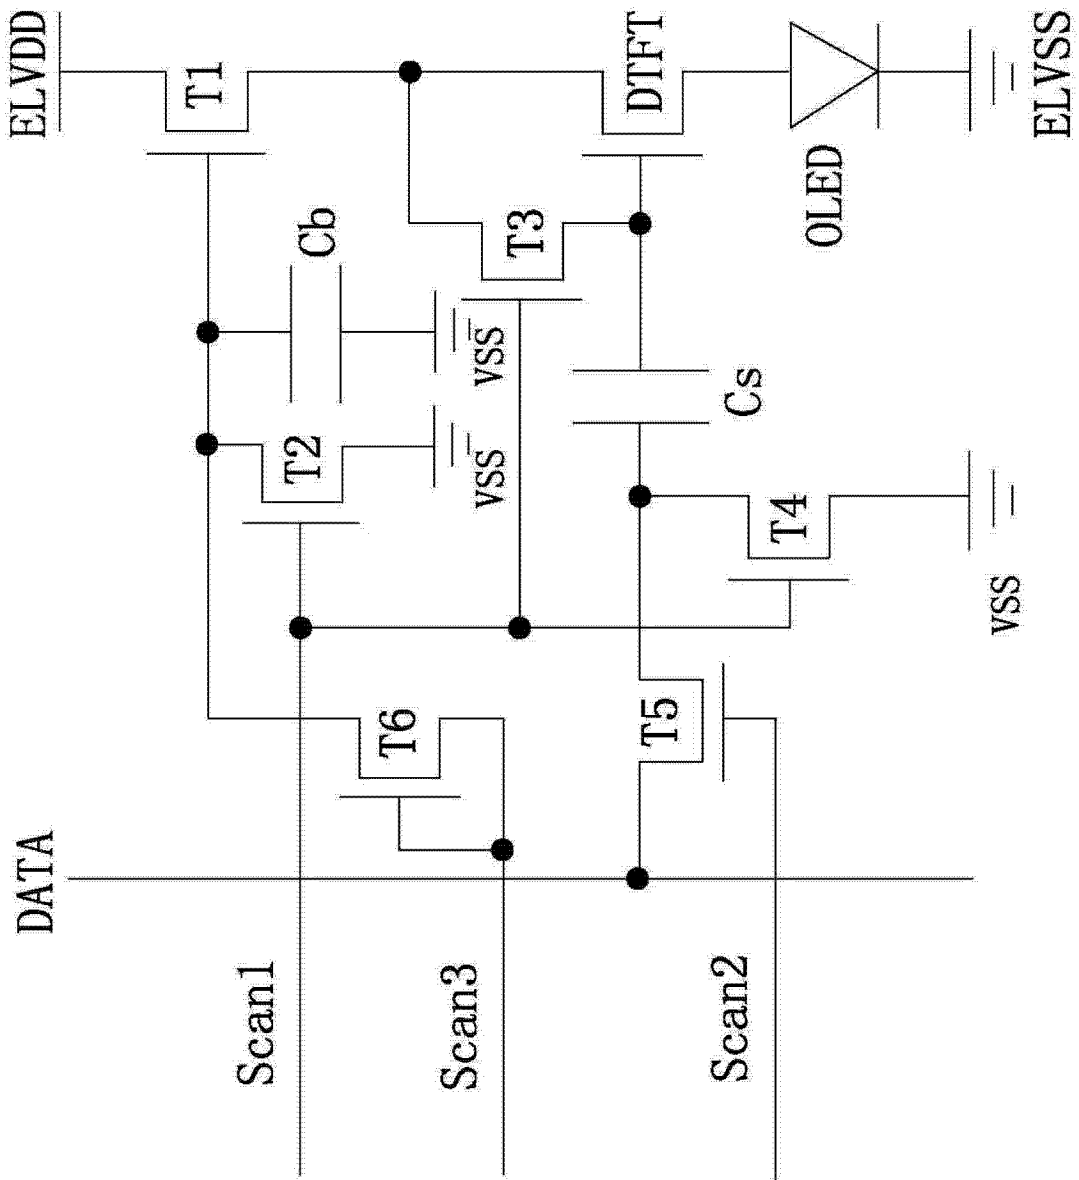 DATA
ELVDD
Scan1
T6
T2
Cb
T1
VSS
VSS
Scan3
T3
T5
Cs
DTFT
Scan2
T4
OLED
VSS
ELVSS